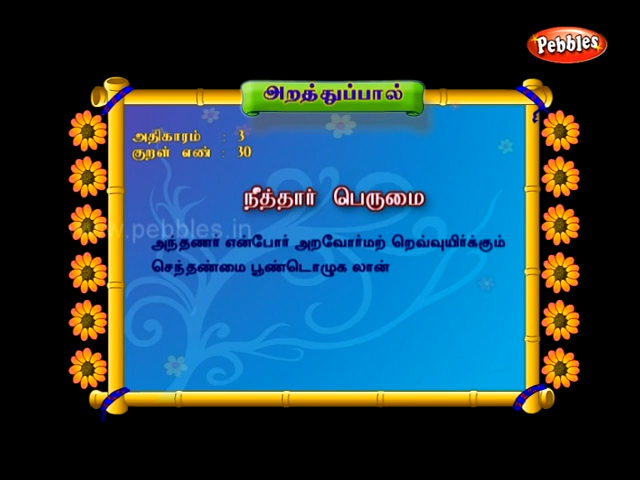 Pebbles
அறத்துப்பால்
அதிகாரம் : 3
குறள் எண் : 30
நீத்தார் பெருமை
www.pebbles.in
அந்தணர் என்போர் அறவோர்மற் றெவ்வுயிர்க்கும்
செந்தண்மை பூண்டொழுக லான்